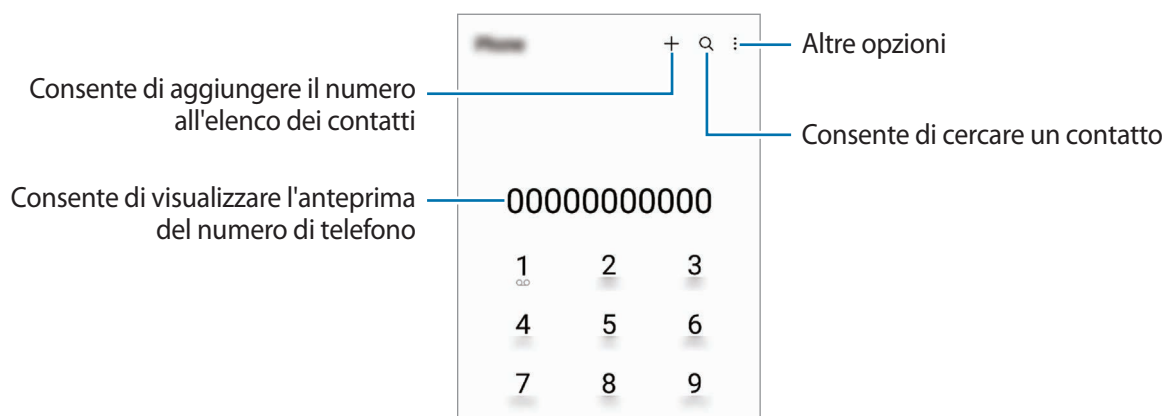 +
Altre opzioni
Consente di aggiungere il numero
all'elenco dei contatti
Consente di cercare un contatto
Consente di visualizzare l'anteprima
del numero di telefono
00000000000
1 2 3
4 5 6
7 8 9